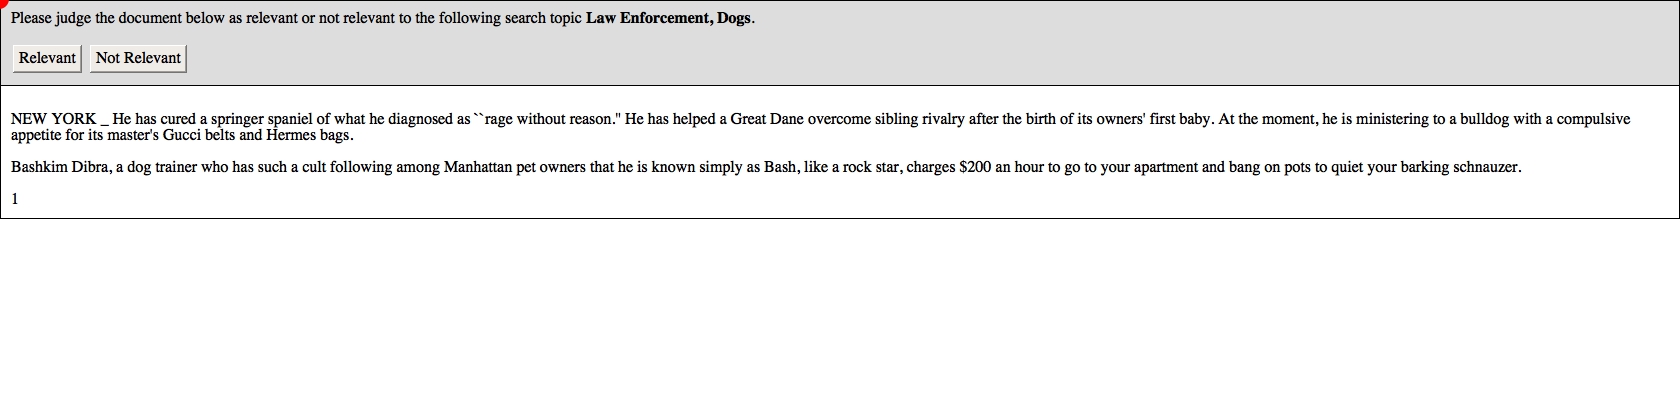 Please judge the document below as relevant or not relevant to the following search topic Law Enforcement, Dogs.
Relevant Not Relevant
NEW YORK _ He has cured a springer spaniel of what he diagnosed as ``rage without reason.'' He has helped a Great Dane overcome sibling rivalry after the birth of its owners' first baby. At the moment, he is ministering to a bulldog with a compulsive
appetite for its master's Gucci belts and Hermes bags.
Bashkim Dibra, a dog trainer who has such a cult following among Manhattan pet owners that he is known simply as Bash, like a rock star, charges $200 an hour to go to your apartment and bang on pots to quiet your barking schnauzer.
1